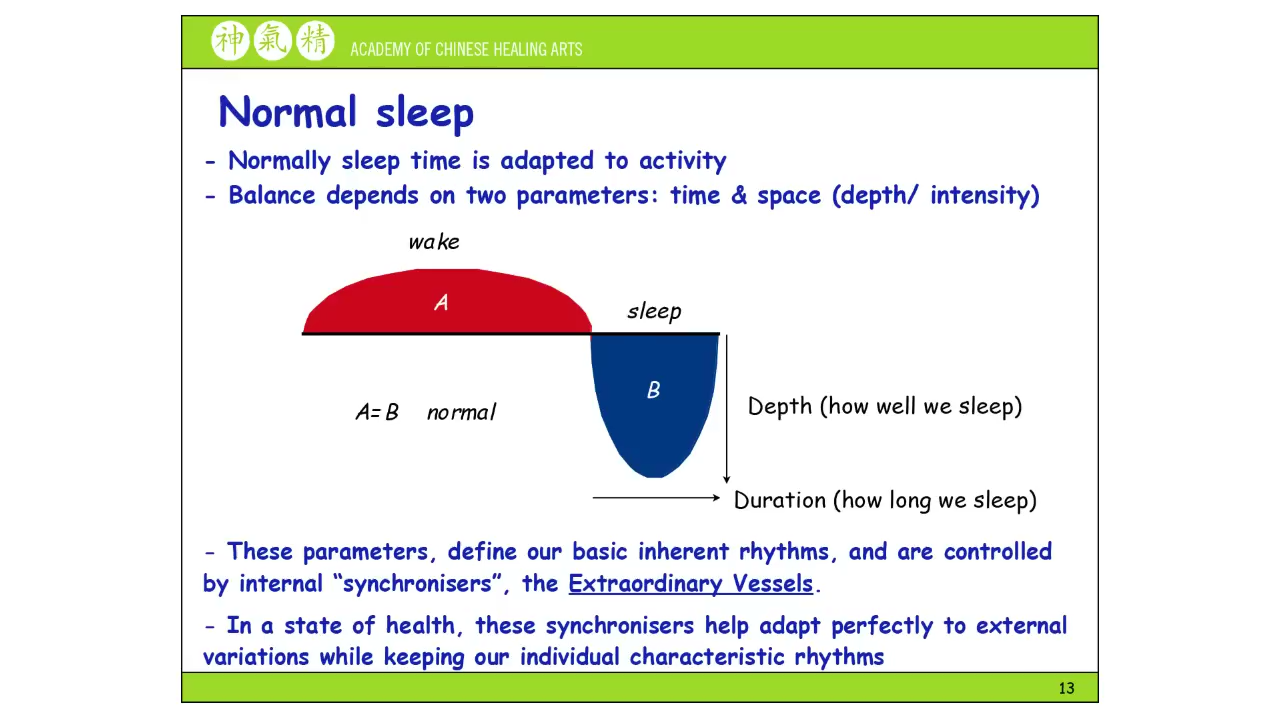 神 氣 精 ACADEMY OF CHINESE HEALING ARTS
Normal sleep
- Normally sleep time is adapted to activity
- Balance depends on two parameters: time & space (depth/ intensity)
wake
A
sleep
B
A=B normal
Depth (how well we sleep)
Duration (how long we sleep)
- These parameters, define our basic inherent rhythms, and are controlled
by internal “synchronisers”, the Extraordinary Vessels.
- In a state of health, these synchronisers help adapt perfectly to external
variations while keeping our individual characteristic rhythms
13